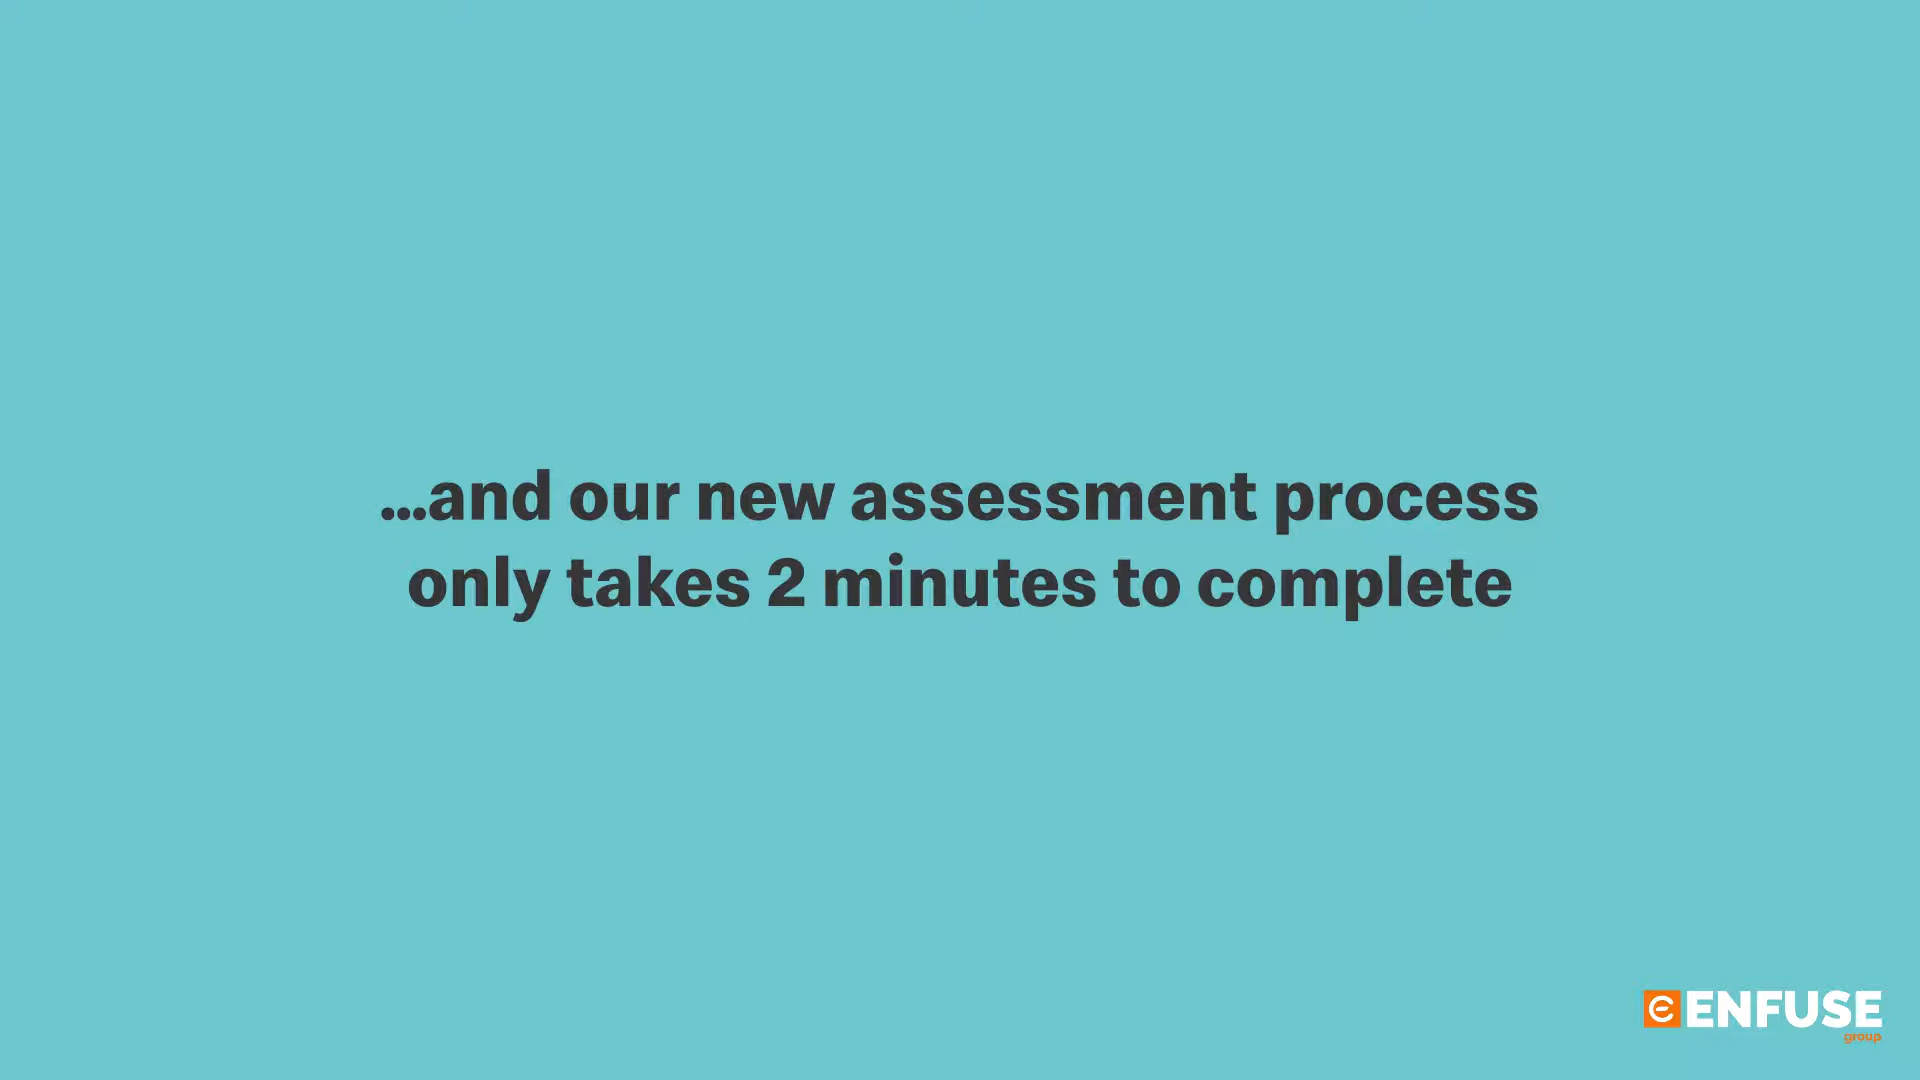 ...and our new assessment process
only takes 2 minutes to complete
ENFUSE
group